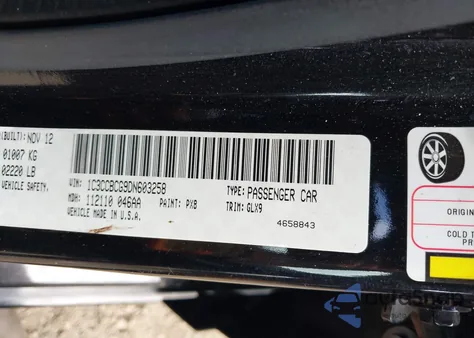 (BUILT): NOV 12
01007 KG
02220 LB
VEHICLE SAFETY.
VIN: 1C3CCBCG9DN603258
TYPE: PASSENGER CAR
MDH: 112110 046AA
PAINT: PX8
TRIM: GLX9
VEHICLE MADE IN U.S.A.
4658843
ORIGIN
COLD T
PR